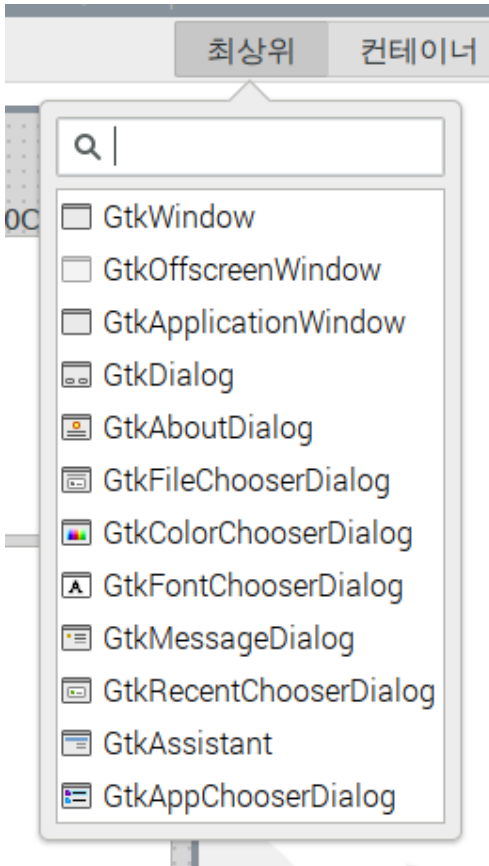 최상위 컨테이너
0C
GtkWindow
GtkOffscreenWindow
GtkApplicationWindow
GtkDialog
GtkAboutDialog
GtkFileChooserDialog
GtkColorChooserDialog
GtkFontChooserDialog
GtkMessageDialog
GtkRecentChooserDialog
GtkAssistant
GtkAppChooserDialog